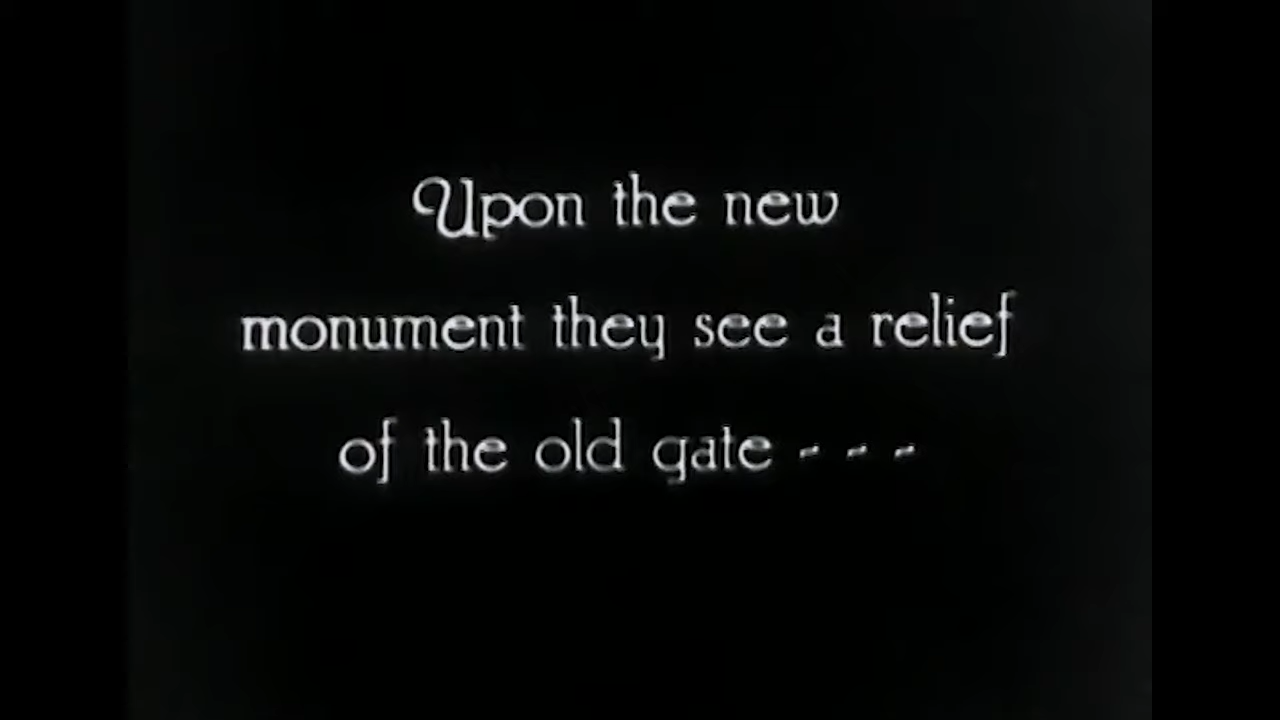 Upon the new
monument they see a relief
of the old gate - - -